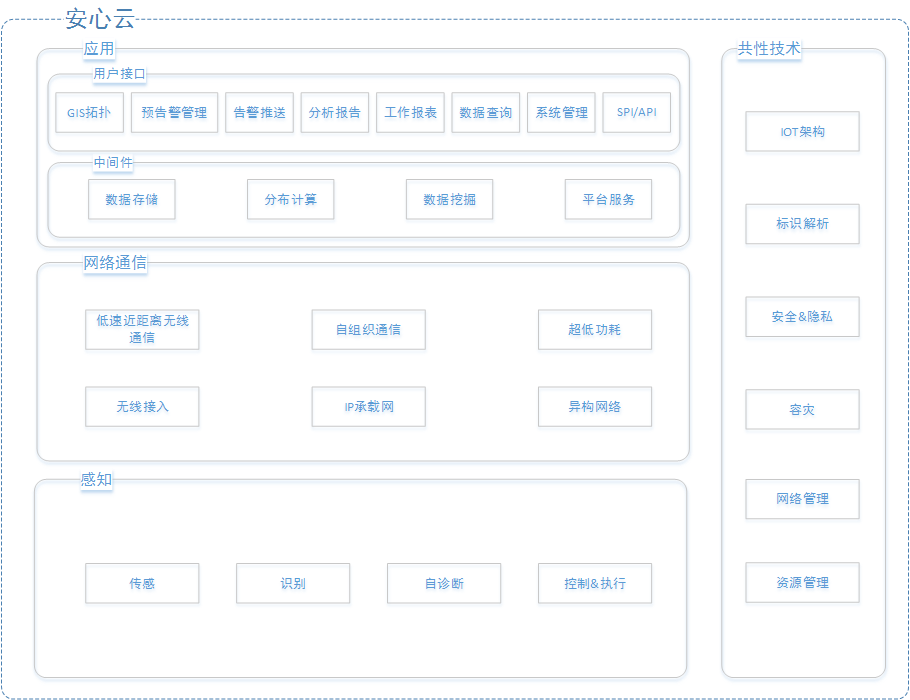 安心云
应用
用户接口
GIS拓扑
预告警管理
告警推送
分析报告
工作报表
数据查询
系统管理
SPI/API
中间件
数据存储
分布计算
数据挖掘
平台服务
网络通信
低速近距离无线
通信
自组织通信
超低功耗
无线接入
IP承载网
异构网络
感知
传感
识别
自诊断
控制&执行
共性技术
IOT架构
标识解析
安全&隐私
容灾
网络管理
资源管理